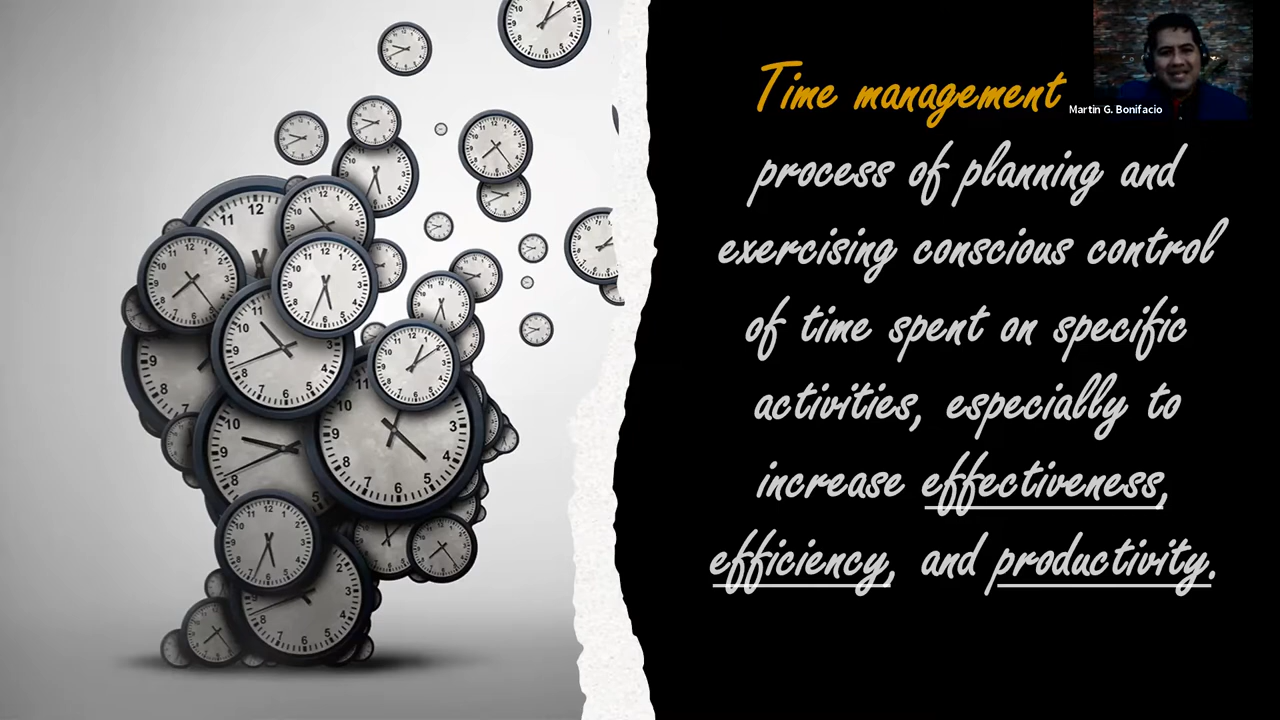 Time management
process of planning and
exercising conscious control
of time spent on specific
activities, especially to
increase effectiveness,
efficiency, and productivity.
Martin G. Bonifacio